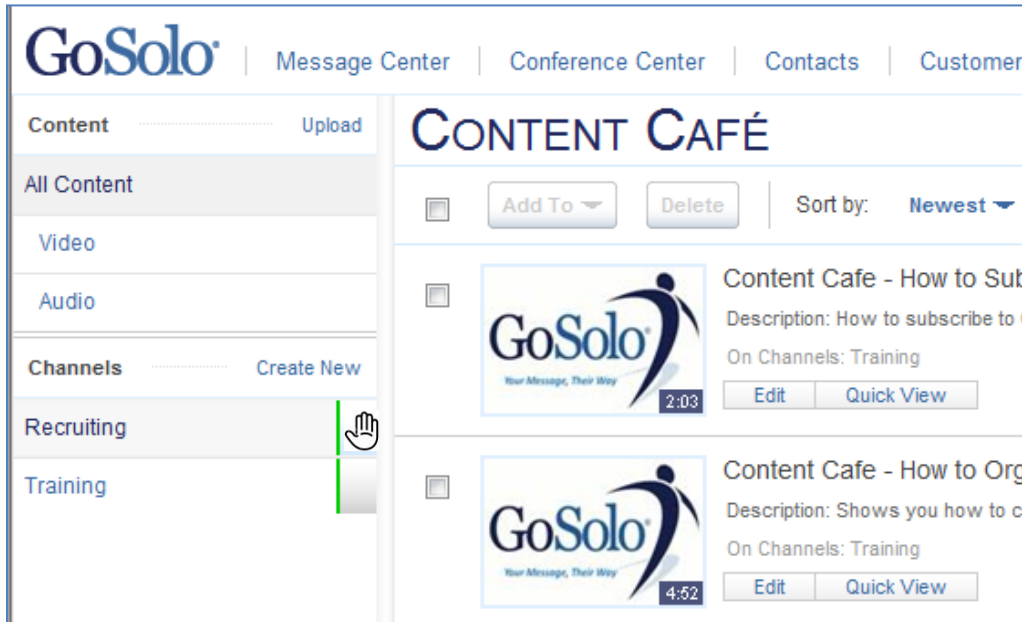 GoSolo
Message Center
Conference Center
Contacts
Customer
Content
Upload
All Content
Video
Audio
Channels
Create New
Recruiting
Training
CONTENT CAFÉ
Add To
Delete
Sort by:
Newest
GoSolo
Your Message, Their Way
2:03
Content Cafe - How to Sub
Description: How to subscribe to
On Channels: Training
Edit
Quick View
GoSolo
Your Message, Their Way
4:52
Content Cafe - How to Org
Description: Shows you how to c
On Channels: Training
Edit
Quick View